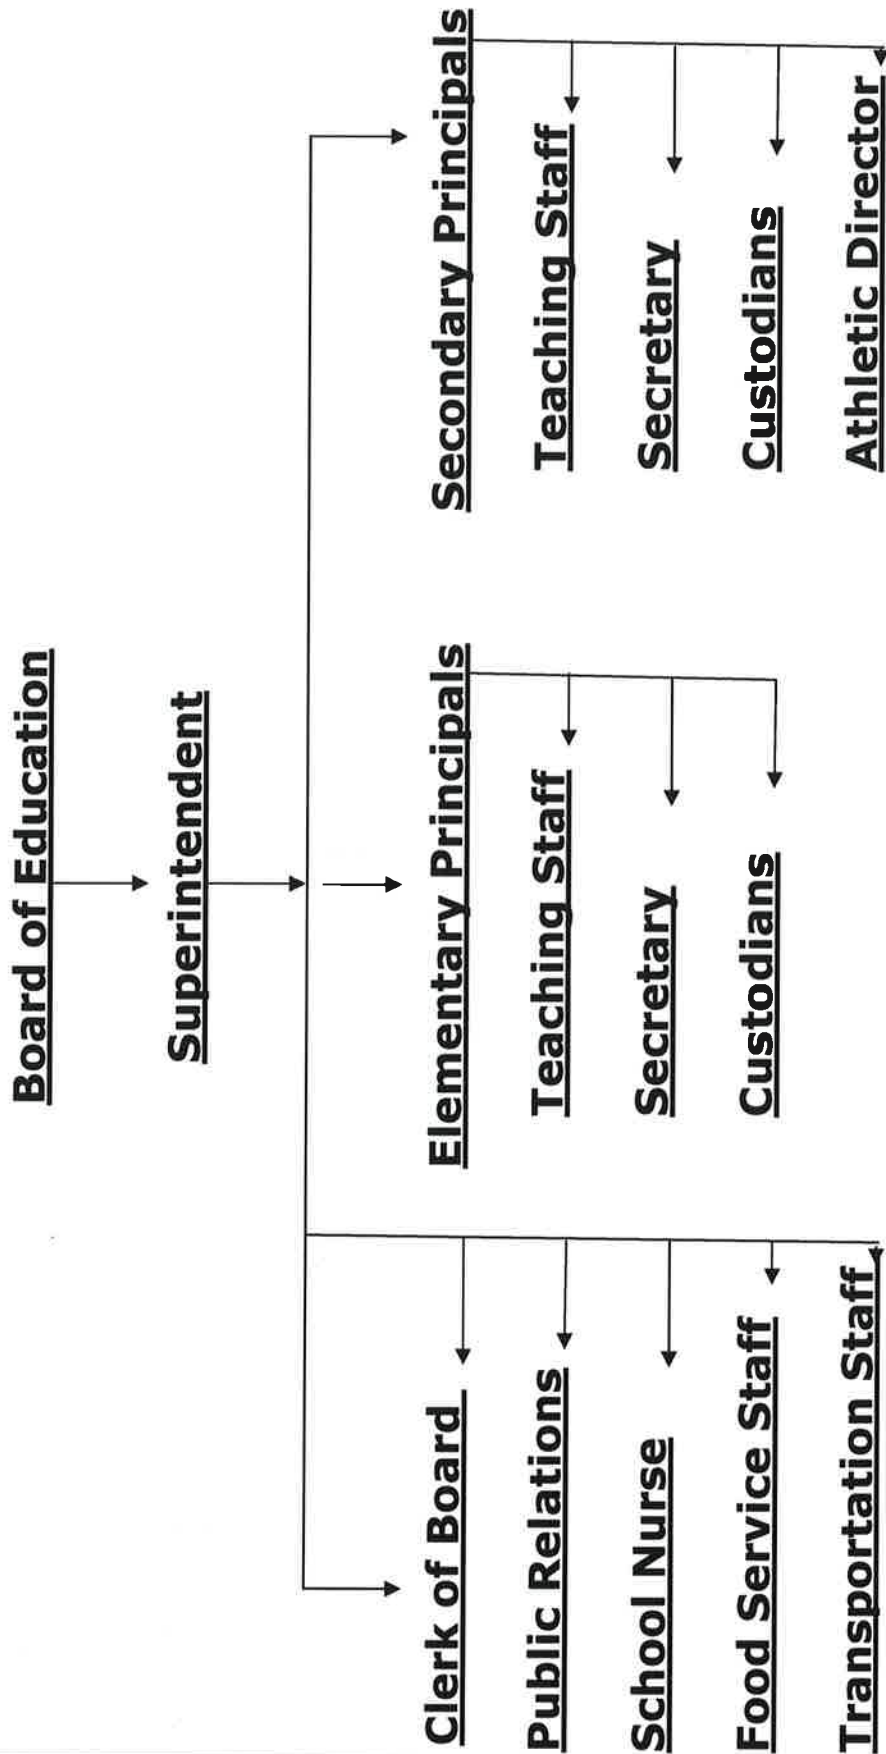 Board of Education
Superintendent
Clerk of Board
Public Relations
School Nurse
Food Service Staff
Transportation Staff
Elementary Principals
Teaching Staff
Secretary
Custodians
Secondary Principals
Teaching Staff
Secretary
Custodians
Athletic Director